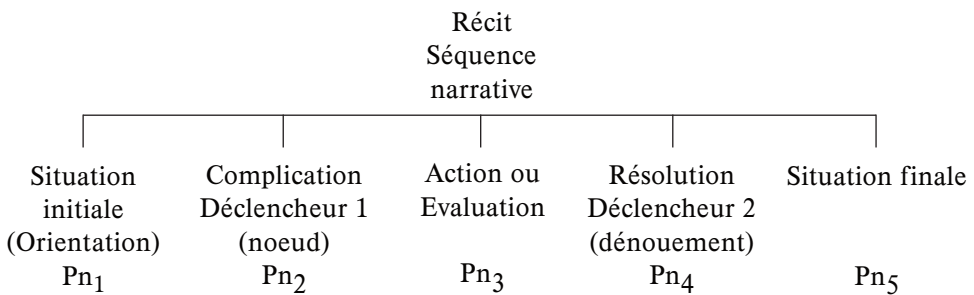 Récit
Séquence
narrative
Situation
initiale
(Orientation)
Pn1
Complication
Déclencheur 1
(noeud)
Pn2
Action ou
Evaluation
Pn3
Résolution
Déclencheur 2
(dénouement)
Pn4
Situation finale
Pn5